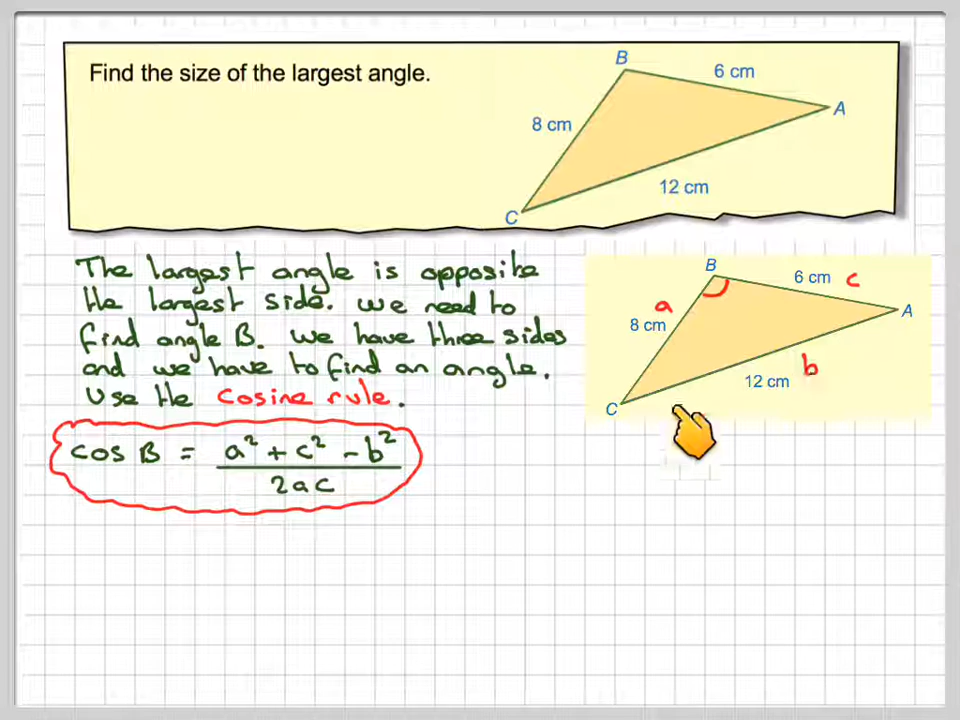 Find the size of the largest angle.
B
6 cm
A
8 cm
12 cm
C
The largest angle is opposite
the largest side. We need to
find angle B. We have three sides
and we have to find an angle.
Use the cosine rule.
B
6 cm c
A
a
8 cm
b
12 cm
C
cos B = a² + c² - b²
2ac